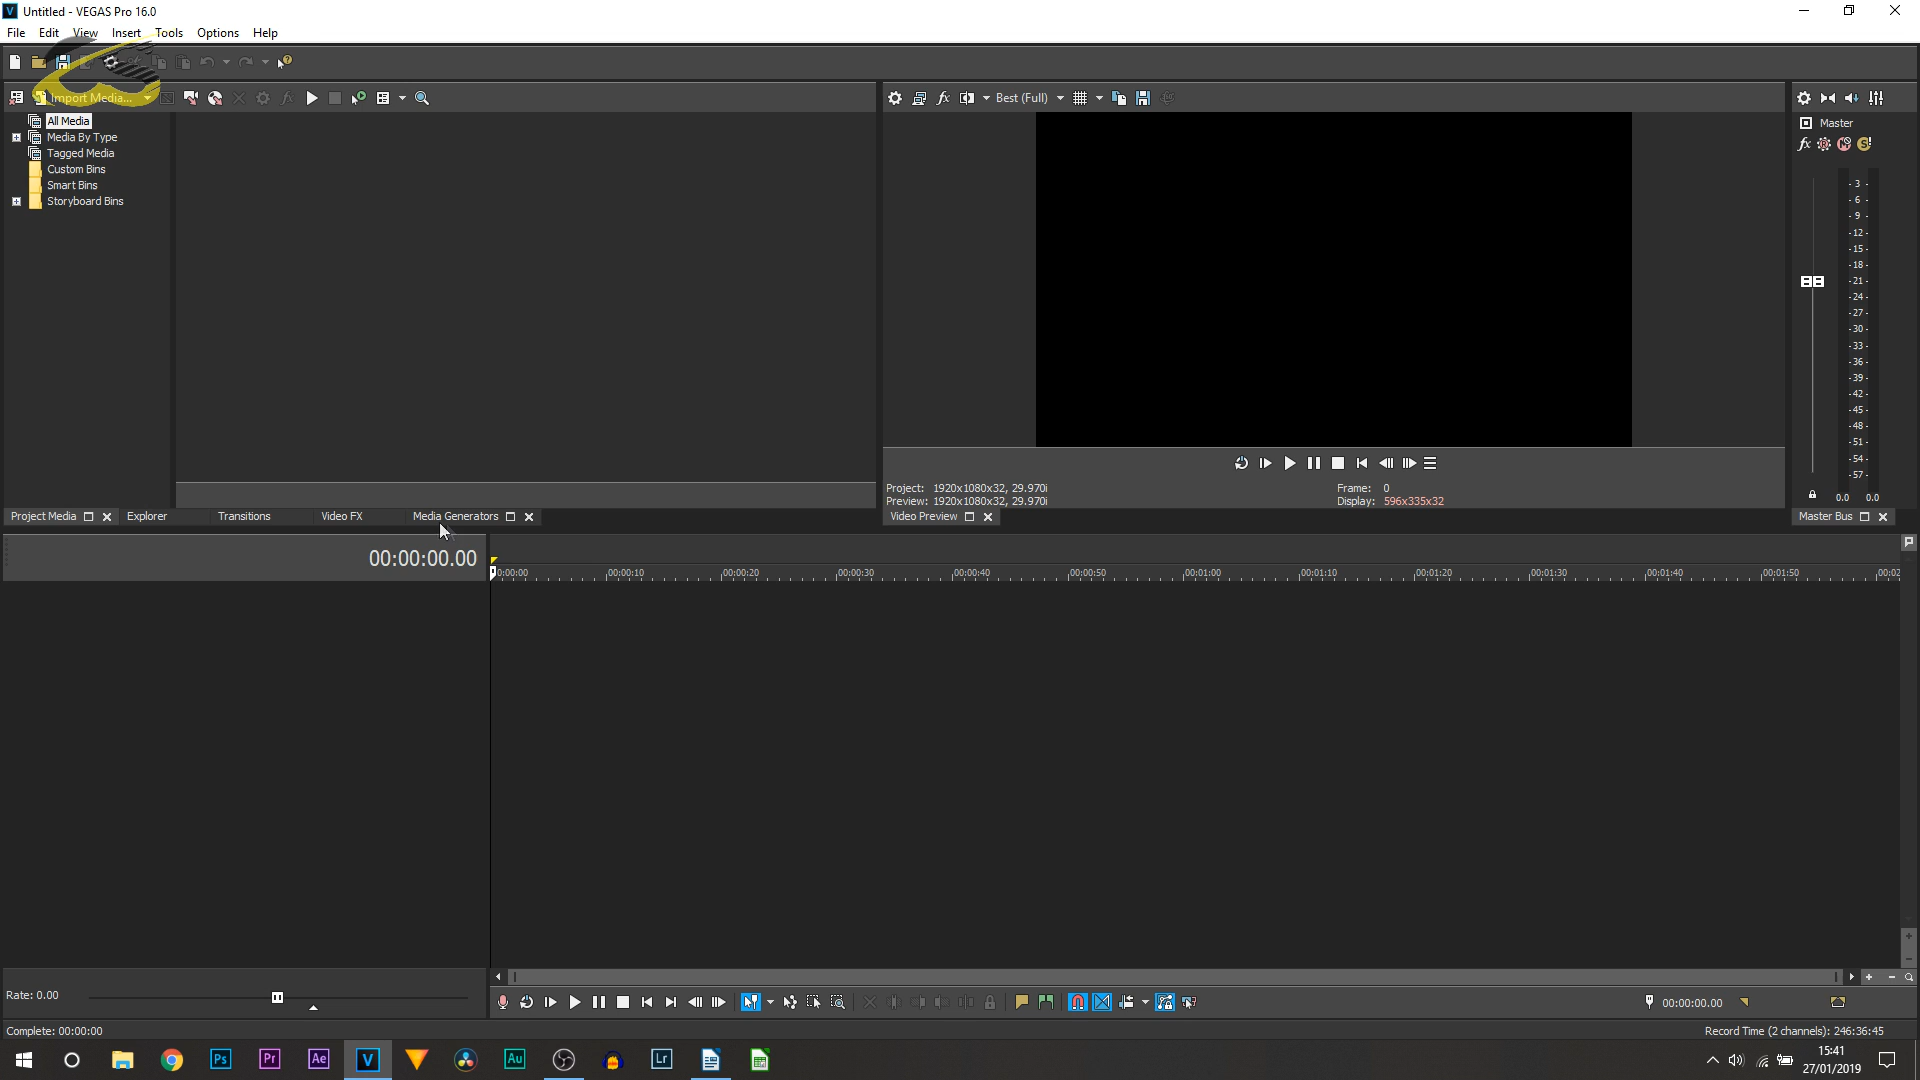 Untitled - VEGAS Pro 16.0
File Edit View Insert Tools Options Help
Import Media...
Best (Full)
All Media
Media By Type
Tagged Media
Custom Bins
Smart Bins
Storyboard Bins
Master
-3-
-6-
-9-
-12-
-15-
-18-
-21-
-24-
-27-
-30-
-33-
-36-
-39-
-42-
-45-
-48-
-51-
-54-
-57-
0.0 0.0
Project: 1920x1080x32, 29.970i
Frame: 0
Preview: 1920x1080x32, 29.970i
Display: 596x335x32
Project Media Explorer Transitions Video FX Media Generators
Video Preview
Master Bus
00:00:00.00
0:00:00 00:00:10 00:00:20 00:00:30 00:00:40 00:00:50 00:01:00 00:01:10 00:01:20 00:01:30 00:01:40 00:01:50 00:02
Rate: 0.00
00:00:00.00
Complete: 00:00:00
Record Time (2 channels): 246:36:45
Ps Pr Ae V Au Lr
15:41
27/01/2019